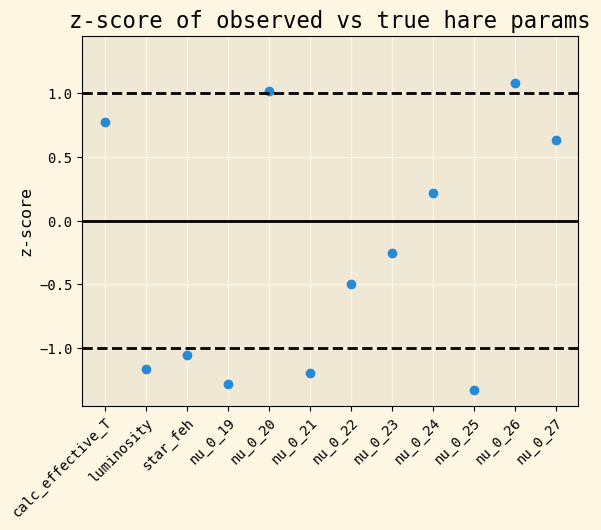 z-score of observed vs true hare params
z-score
1.0
0.5
0.0
−0.5
−1.0
calc_effective_T
luminosity
star_feh
nu_0_19
nu_0_20
nu_0_21
nu_0_22
nu_0_23
nu_0_24
nu_0_25
nu_0_26
nu_0_27